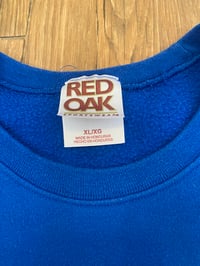 RED
OAK
SPORTSWEAR
XL/XG
MADE IN HONDURAS
HECHO EN HONDURAS